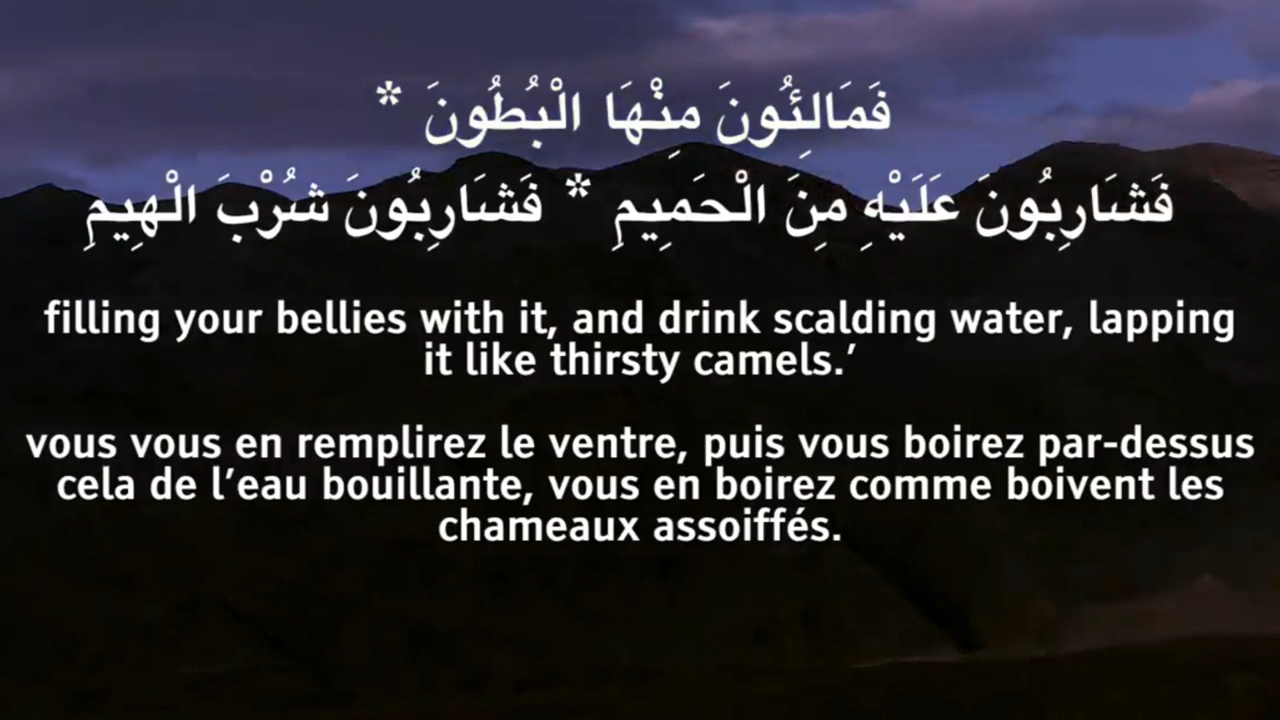 فَمَالِئُونَ مِنْهَا الْبُطُونَ *
فَشَارِبُونَ عَلَيْهِ مِنَ الْحَمِيمِ * فَشَارِبُونَ شُرْبَ الْهِيمِ
filling your bellies with it, and drink scalding water, lapping
it like thirsty camels.’
vous vous en remplirez le ventre, puis vous boirez par-dessus
cela de l’eau bouillante, vous en boirez comme boivent les
chameaux assoiffés.